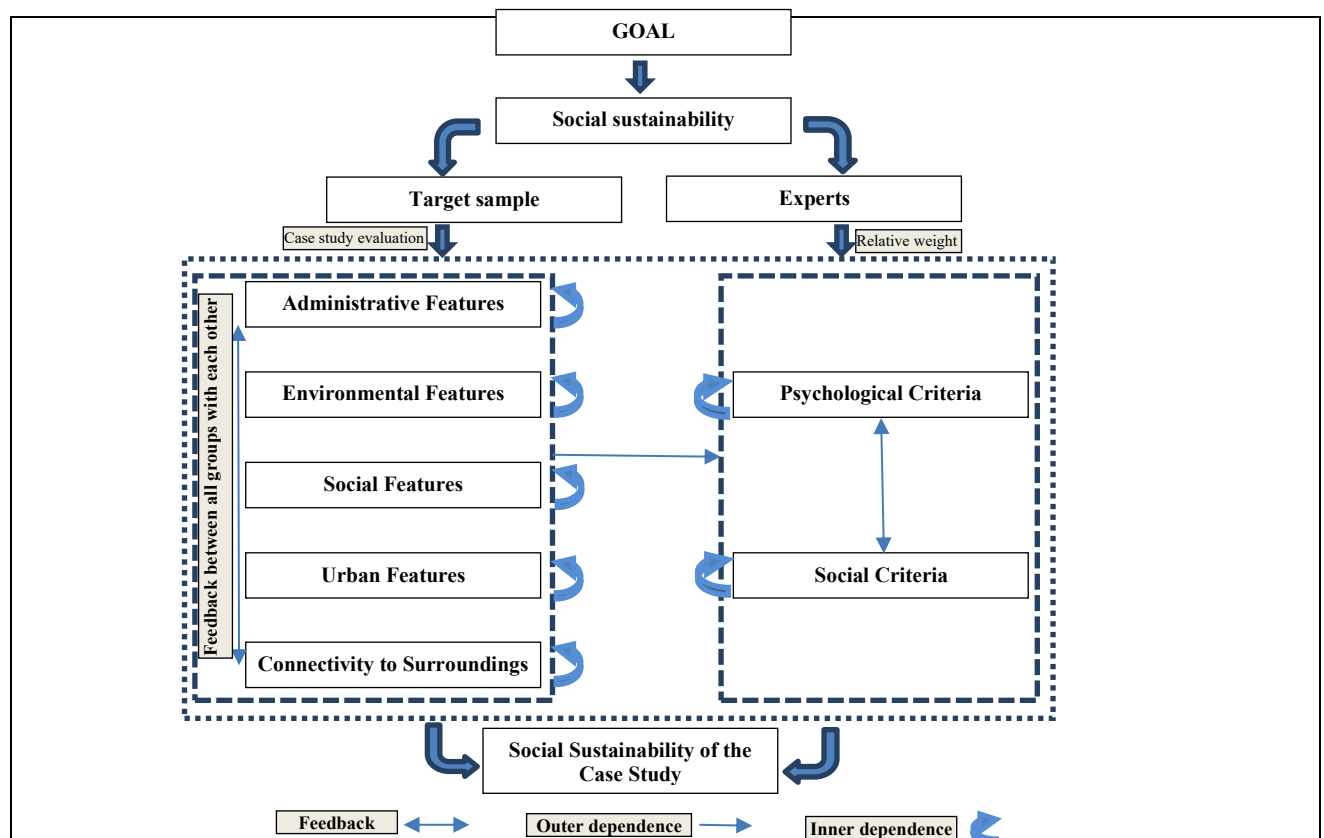 GOAL
Social sustainability
Target sample
Experts
Case study evaluation
Relative weight
Feedback between all groups with each other
Administrative Features
Environmental Features
Social Features
Urban Features
Connectivity to Surroundings
Psychological Criteria
Social Criteria
Social Sustainability of the
Case Study
Feedback
Outer dependence
Inner dependence